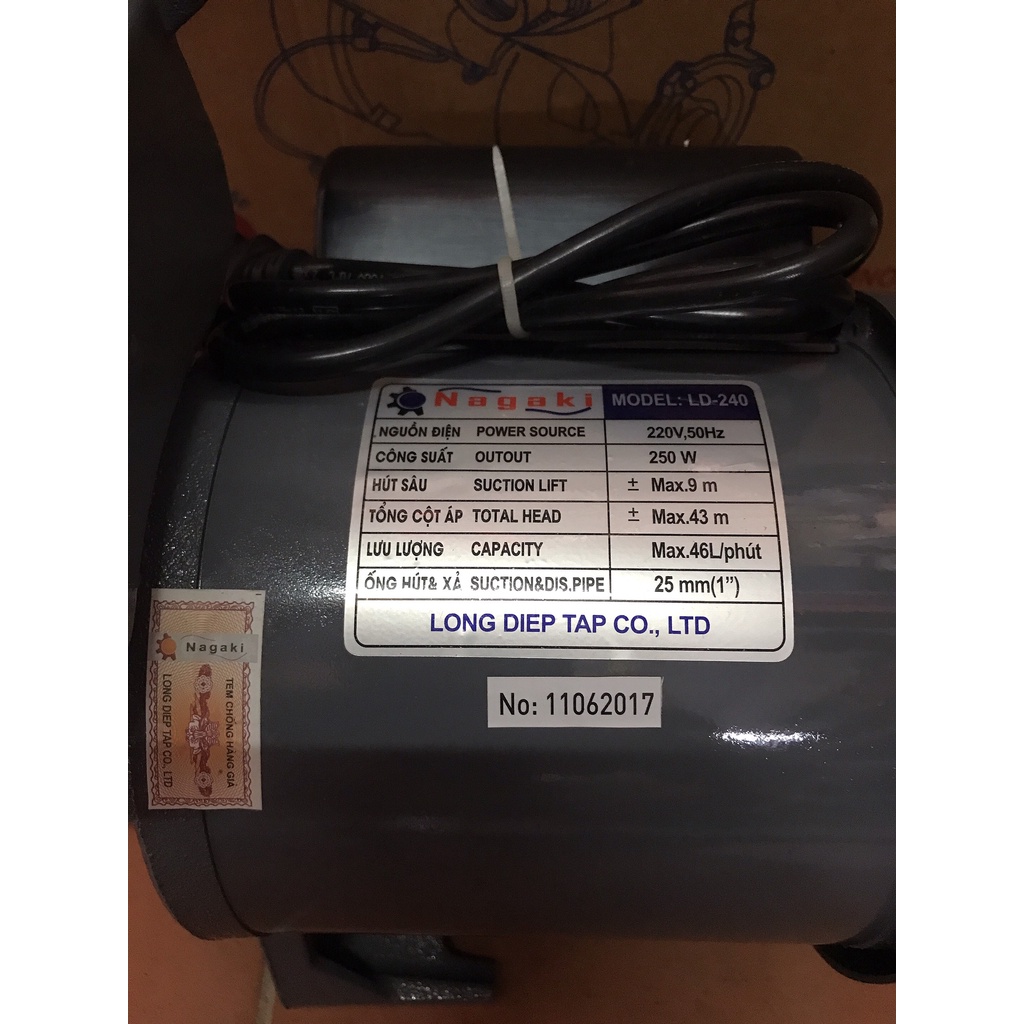 Nagaki MODEL: LD-240
NGUỒN ĐIỆN POWER SOURCE 220V,50Hz
CÔNG SUẤT OUTOUT 250 W
HÚT SÂU SUCTION LIFT ± Max.9 m
TỔNG CỘT ÁP TOTAL HEAD ± Max.43 m
LƯU LƯỢNG CAPACITY Max.46L/phút
ỐNG HÚT& XẢ SUCTION&DIS.PIPE 25 mm(1")
LONG DIEP TAP CO., LTD
No: 11062017
Nagaki
TEM CHỐNG HÀNG GIẢ
LONG DIEP TAP CO., LTD